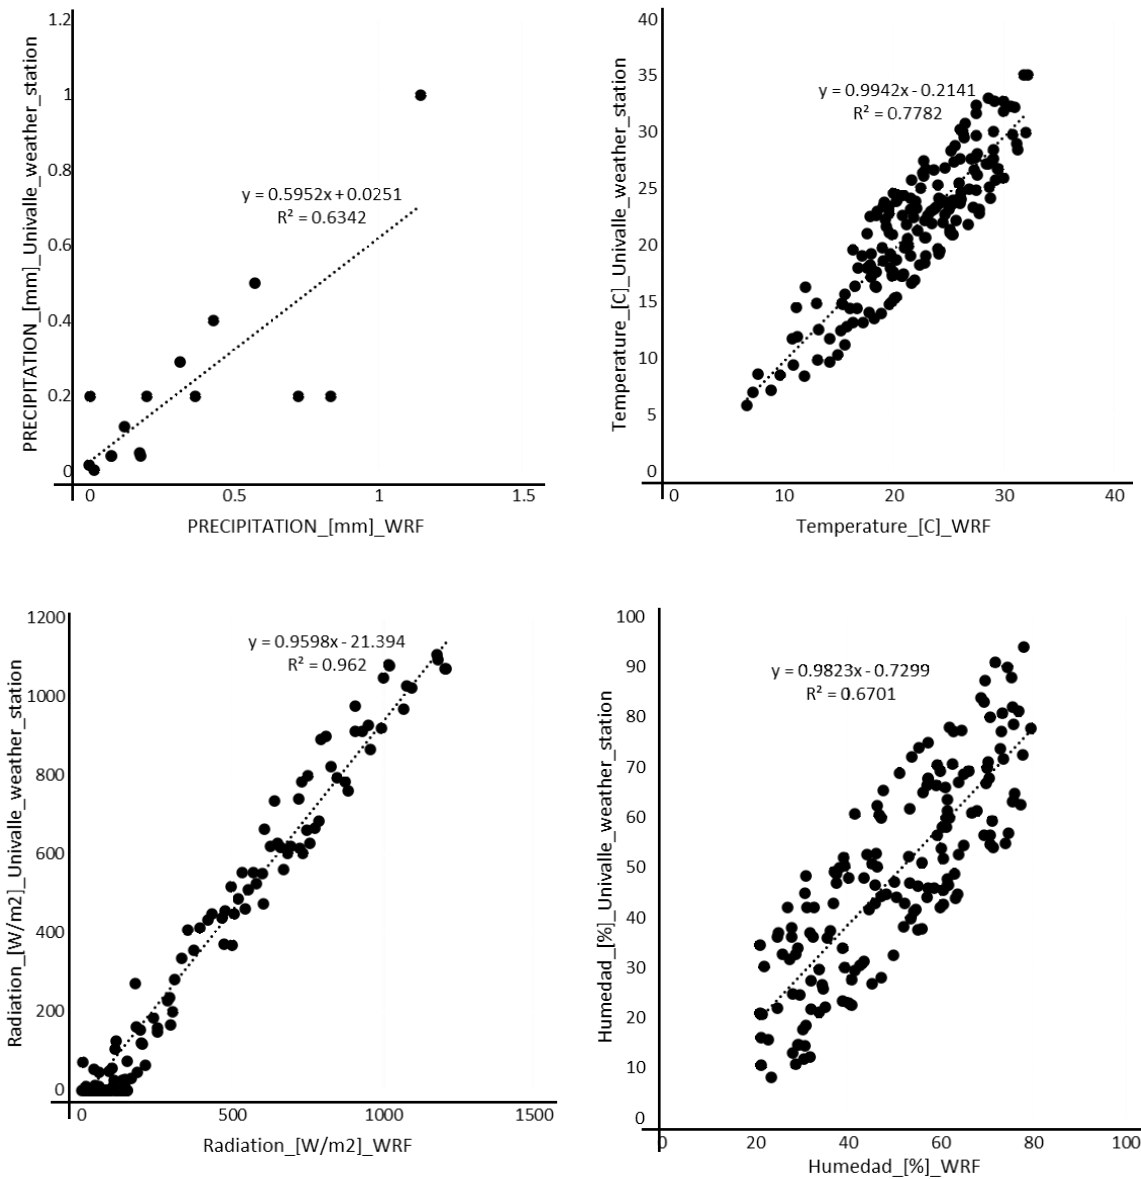 1.2
1
0.8
0.6
0.4
0.2
0
PRECIPITATION_[mm]_Univalle_weather_station
y = 0.5952x + 0.0251
R² = 0.6342
0 0.5 1 1.5
PRECIPITATION_[mm]_WRF
40
35
30
25
20
15
10
5
0
Temperature_[C]_Univalle_weather_station
y = 0.9942x - 0.2141
R² = 0.7782
0 10 20 30 40
Temperature_[C]_WRF
1200
1000
800
600
400
200
0
Radiation_[W/m2]_Univalle_weather_station
y = 0.9598x - 21.394
R² = 0.962
0 500 1000 1500
Radiation_[W/m2]_WRF
100
90
80
70
60
50
40
30
20
10
0
Humedad_[%]_Univalle_weather_station
y = 0.9823x - 0.7299
R² = 0.6701
0 20 40 60 80 100
Humedad_[%]_WRF